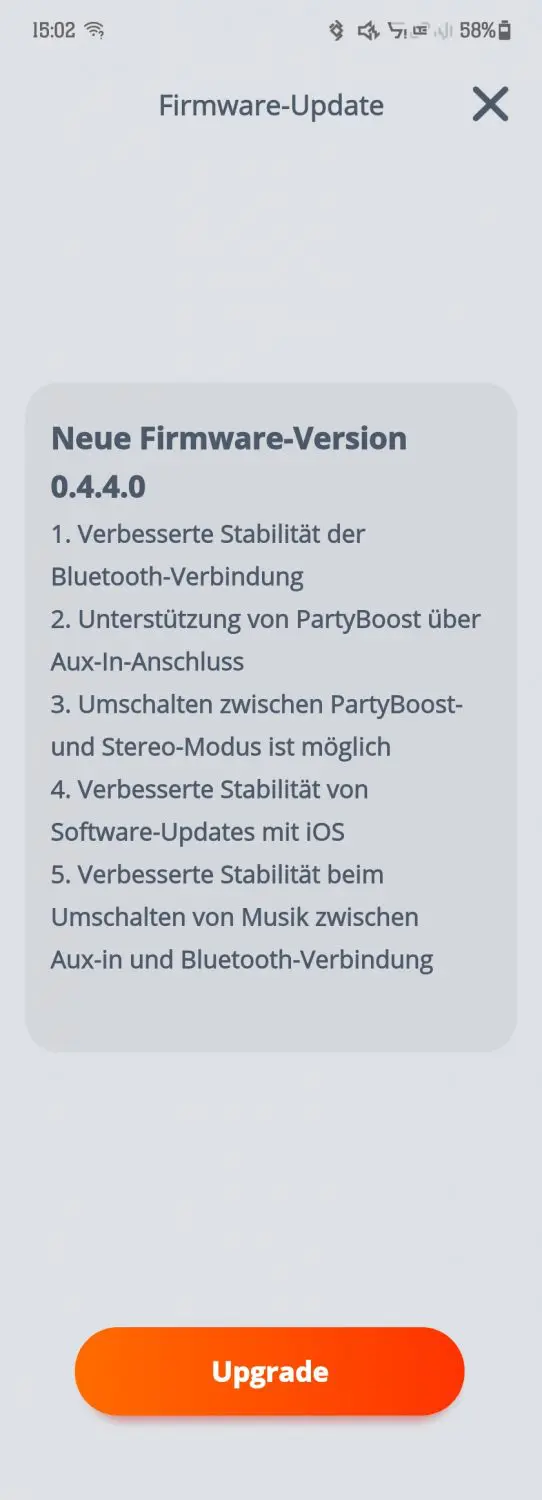 15:02
58%
Firmware-Update
Neue Firmware-Version
0.4.4.0
1. Verbesserte Stabilität der
Bluetooth-Verbindung
2. Unterstützung von PartyBoost über
Aux-In-Anschluss
3. Umschalten zwischen PartyBoost-
und Stereo-Modus ist möglich
4. Verbesserte Stabilität von
Software-Updates mit iOS
5. Verbesserte Stabilität beim
Umschalten von Musik zwischen
Aux-in und Bluetooth-Verbindung
Upgrade